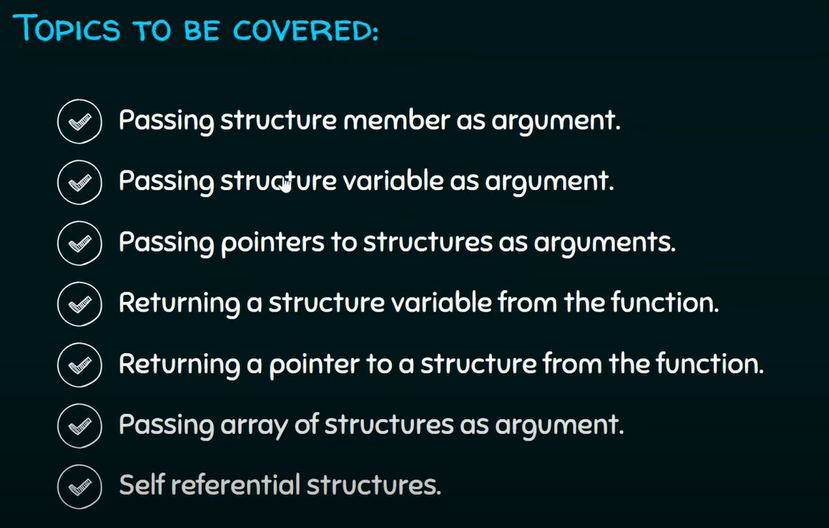 Topics to be covered:
Passing structure member as argument.
Passing structure variable as argument.
Passing pointers to structures as arguments.
Returning a structure variable from the function.
Returning a pointer to a structure from the function.
Passing array of structures as argument.
Self referential structures.